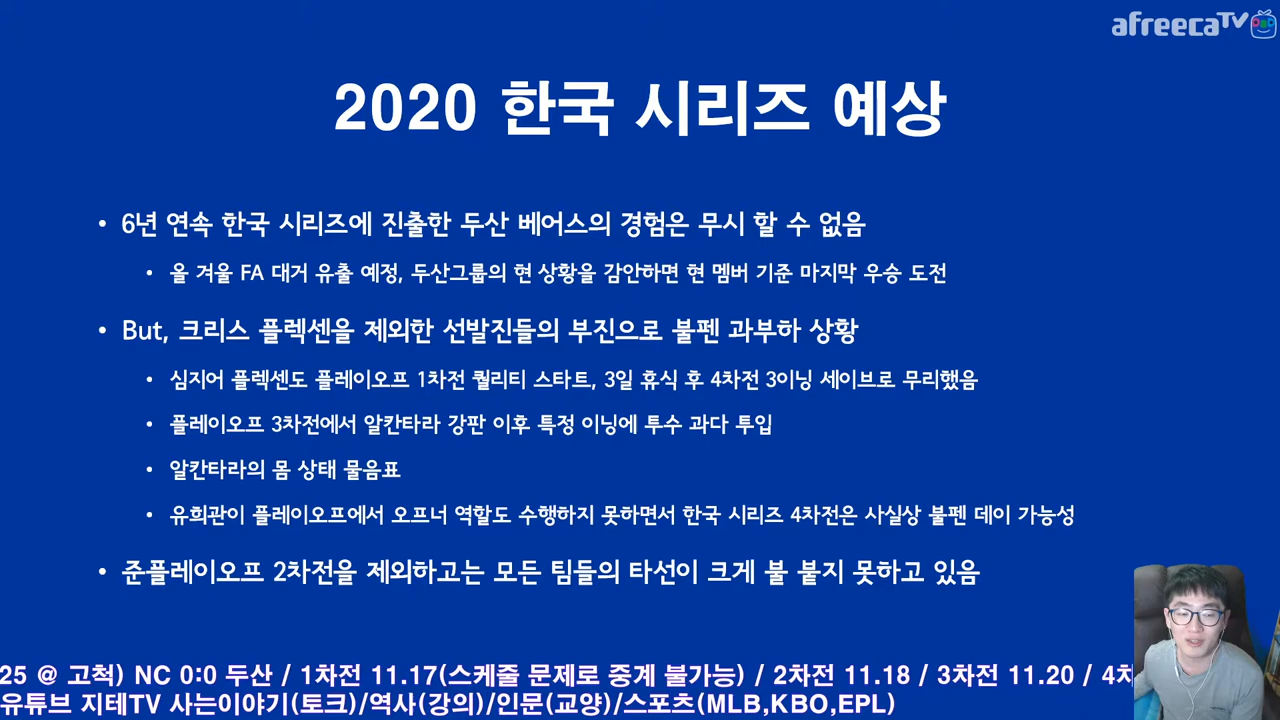 afreecaTV
2020 한국 시리즈 예상
• 6년 연속 한국 시리즈에 진출한 두산 베어스의 경험은 무시 할 수 없음
• 올 겨울 FA 대거 유출 예정, 두산그룹의 현 상황을 감안하면 현 멤버 기준 마지막 우승 도전
• But, 크리스 플렉센을 제외한 선발진들의 부진으로 불펜 과부하 상황
• 심지어 플렉센도 플레이오프 1차전 퀄리티 스타트, 3일 휴식 후 4차전 3이닝 세이브로 무리했음
• 플레이오프 3차전에서 알칸타라 강판 이후 특정 이닝에 투수 과다 투입
• 알칸타라의 몸 상태 물음표
• 유희관이 플레이오프에서 오프너 역할도 수행하지 못하면서 한국 시리즈 4차전은 사실상 불펜 데이 가능성
• 준플레이오프 2차전을 제외하고는 모든 팀들의 타선이 크게 불 붙지 못하고 있음
25 @ 고척) NC 0:0 두산 / 1차전 11.17(스케줄 문제로 중계 불가능) / 2차전 11.18 / 3차전 11.20 / 4차
유튜브 지테TV 사는이야기(토크)/역사(강의)/인문(교양)/스포츠(MLB,KBO,EPL)